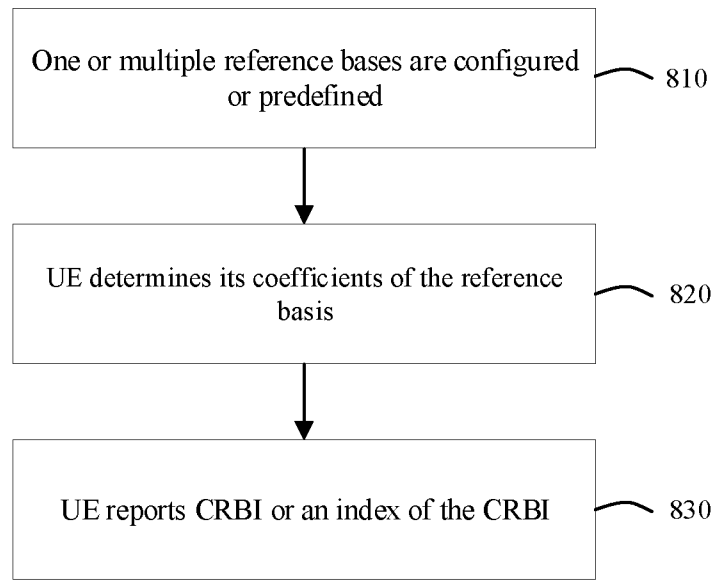 One or multiple reference bases are configured
or predefined
810
UE determines its coefficients of the reference
basis
820
UE reports CRBI or an index of the CRBI
830